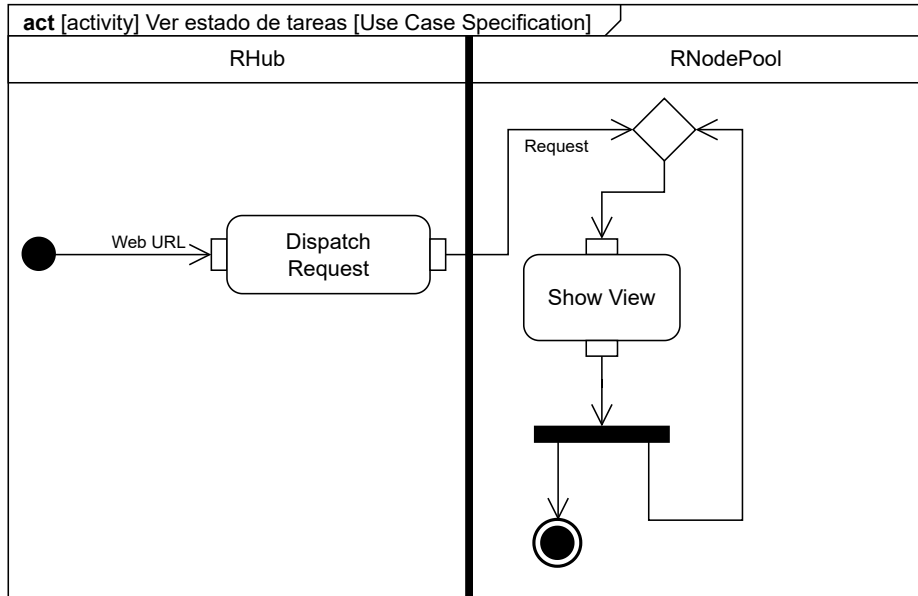 act [activity] Ver estado de tareas [Use Case Specification]
RHub
RNodePool
Request
Web URL
Dispatch
Request
Show View